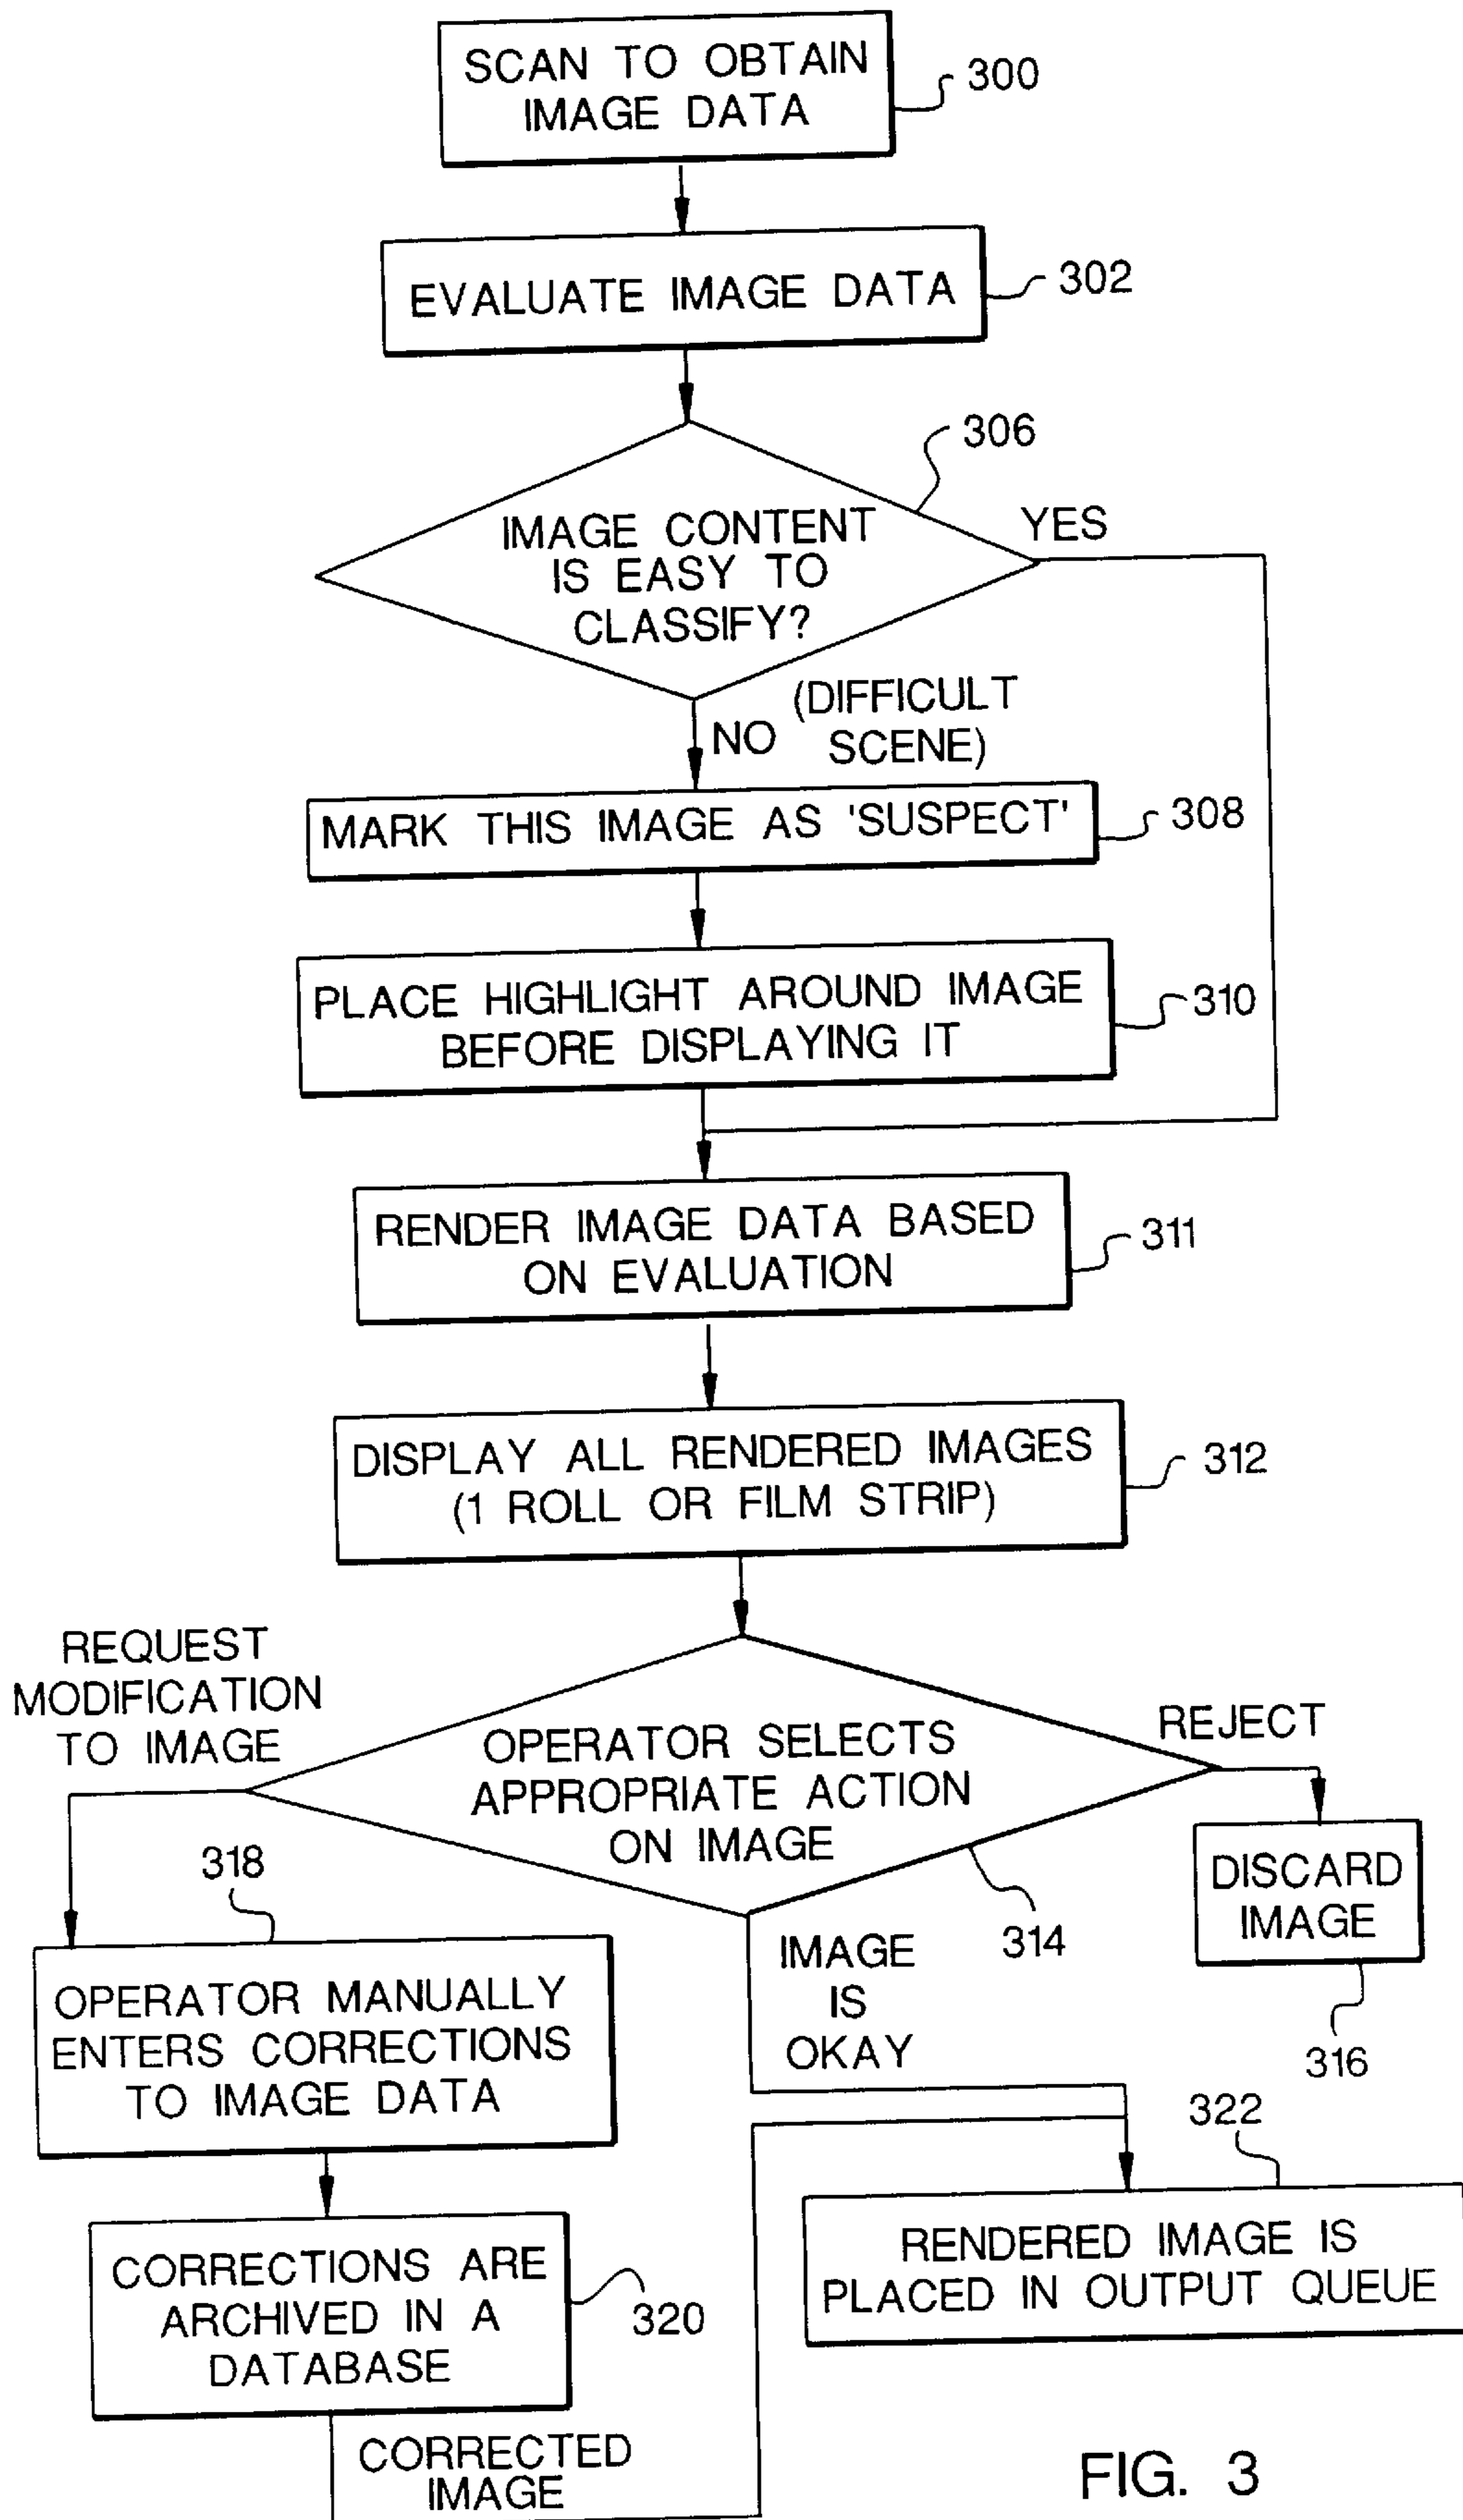 SCAN TO OBTAIN
IMAGE DATA
300
EVALUATE IMAGE DATA
302
306
IMAGE CONTENT
IS EASY TO
CLASSIFY?
YES
NO
(DIFFICULT
SCENE)
MARK THIS IMAGE AS 'SUSPECT'
308
PLACE HIGHLIGHT AROUND IMAGE
BEFORE DISPLAYING IT
310
RENDER IMAGE DATA BASED
ON EVALUATION
311
DISPLAY ALL RENDERED IMAGES
(1 ROLL OR FILM STRIP)
312
REQUEST
MODIFICATION
TO IMAGE
OPERATOR SELECTS
APPROPRIATE ACTION
ON IMAGE
REJECT
314
DISCARD
IMAGE
316
318
OPERATOR MANUALLY
ENTERS CORRECTIONS
TO IMAGE DATA
IMAGE
IS
OKAY
322
RENDERED IMAGE IS
PLACED IN OUTPUT QUEUE
CORRECTIONS ARE
ARCHIVED IN A
DATABASE
320
CORRECTED
IMAGE
FIG. 3